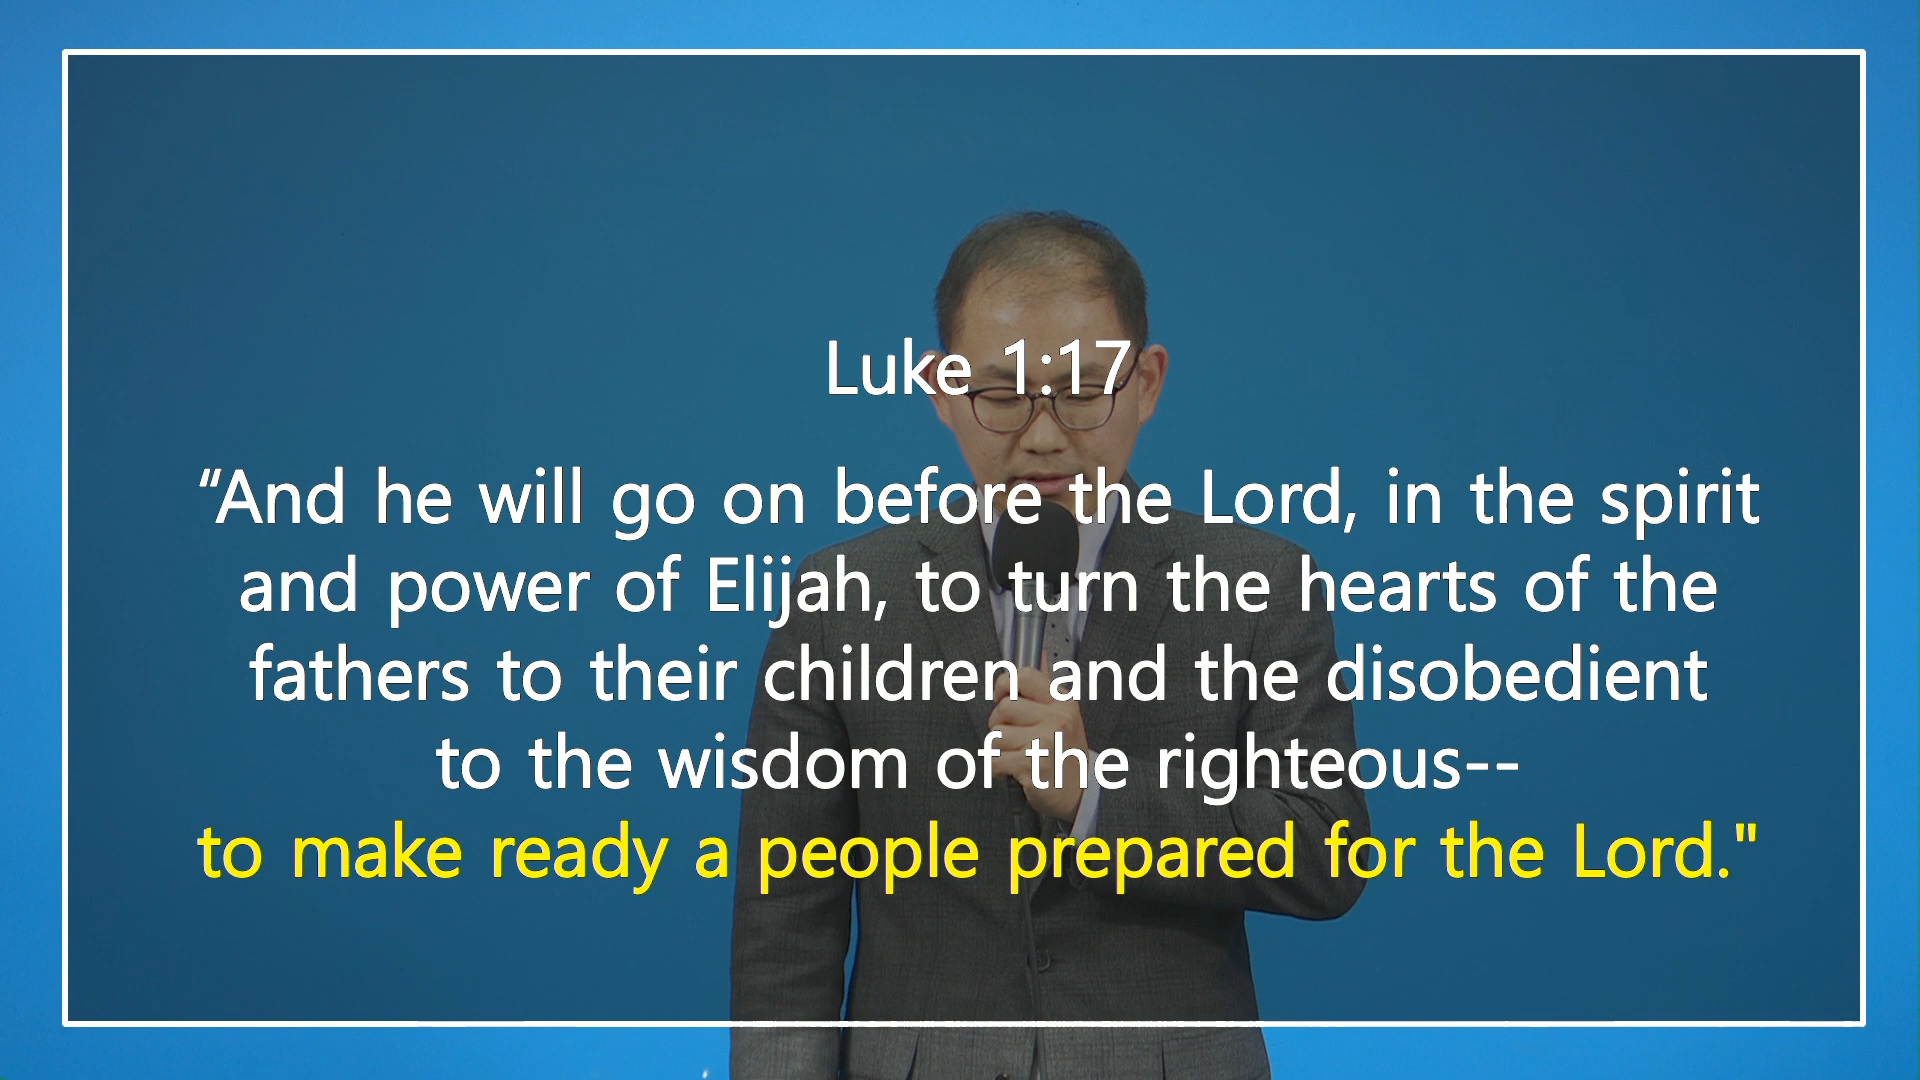 Luke 1:17
“And he will go on before the Lord, in the spirit
and power of Elijah, to turn the hearts of the
fathers to their children and the disobedient
to the wisdom of the righteous--
to make ready a people prepared for the Lord."